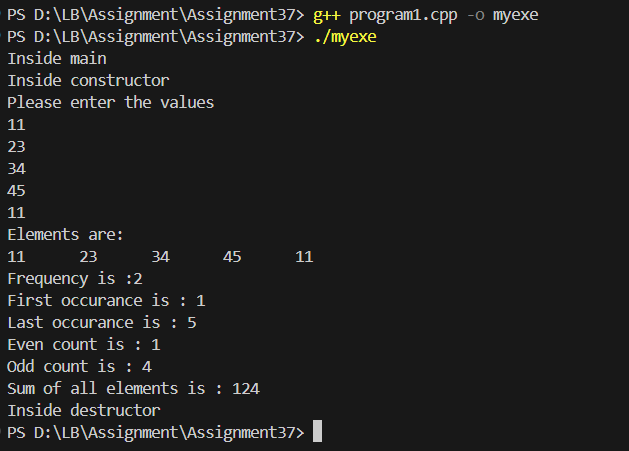 PS D:\LB\Assignment\Assignment37> g++ program1.cpp -o myexe
PS D:\LB\Assignment\Assignment37> ./myexe
Inside main
Inside constructor
Please enter the values
11
23
34
45
11
Elements are:
11      23      34      45      11
Frequency is :2
First occurance is : 1
Last occurance is : 5
Even count is : 1
Odd count is : 4
Sum of all elements is : 124
Inside destructor
PS D:\LB\Assignment\Assignment37>